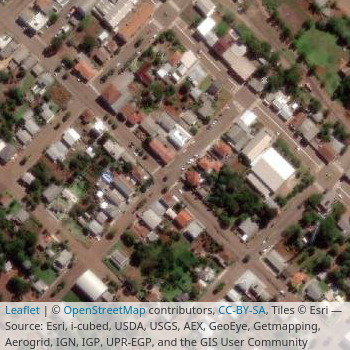 Leaflet | © OpenStreetMap contributors, CC-BY-SA, Tiles © Esri —
Source: Esri, i-cubed, USDA, USGS, AEX, GeoEye, Getmapping,
Aerogrid, IGN, IGP, UPR-EGP, and the GIS User Community